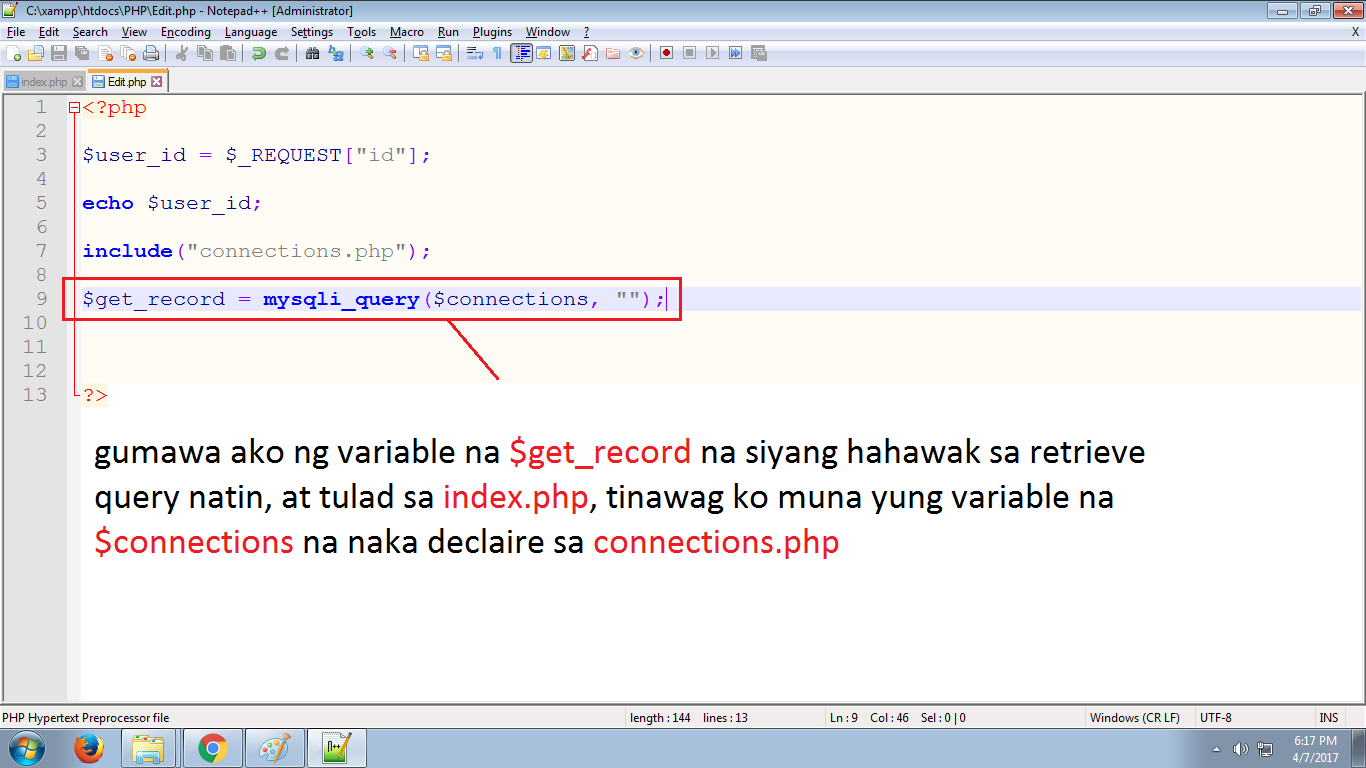 C:\xampp\htdocs\PHP\Edit.php - Notepad++ [Administrator]
File Edit Search View Encoding Language Settings Tools Macro Run Plugins Window ? X
index.php Edit.php
1 <?php
2
3 $user_id = $_REQUEST["id"];
4
5 echo $user_id;
6
7 include("connections.php");
8
9 $get_record = mysqli_query($connections, "");
10
11
12
13 ?>
gumawa ako ng variable na $get_record na siyang hahawak sa retrieve
query natin, at tulad sa index.php, tinawag ko muna yung variable na
$connections na naka declaire sa connections.php
PHP Hypertext Preprocessor file length : 144 lines : 13 Ln : 9 Col : 46 Sel : 0 | 0 Windows (CR LF) UTF-8 INS
6:17 PM
4/7/2017